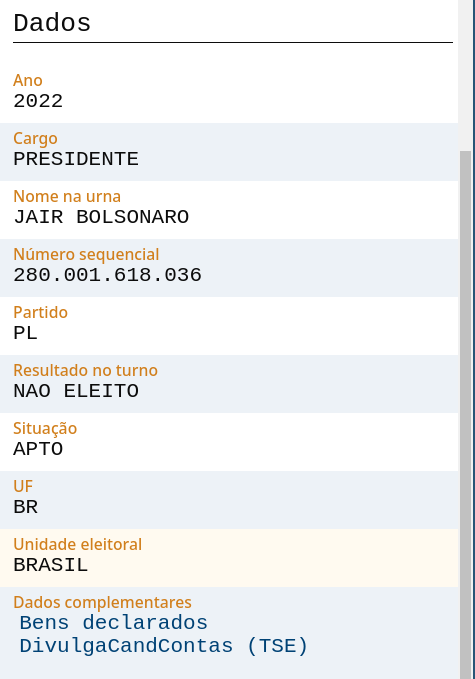 Dados
Ano
2022
Cargo
PRESIDENTE
Nome na urna
JAIR BOLSONARO
Número sequencial
280.001.618.036
Partido
PL
Resultado no turno
NAO ELEITO
Situação
APTO
UF
BR
Unidade eleitoral
BRASIL
Dados complementares
Bens declarados
DivulgaCandContas (TSE)